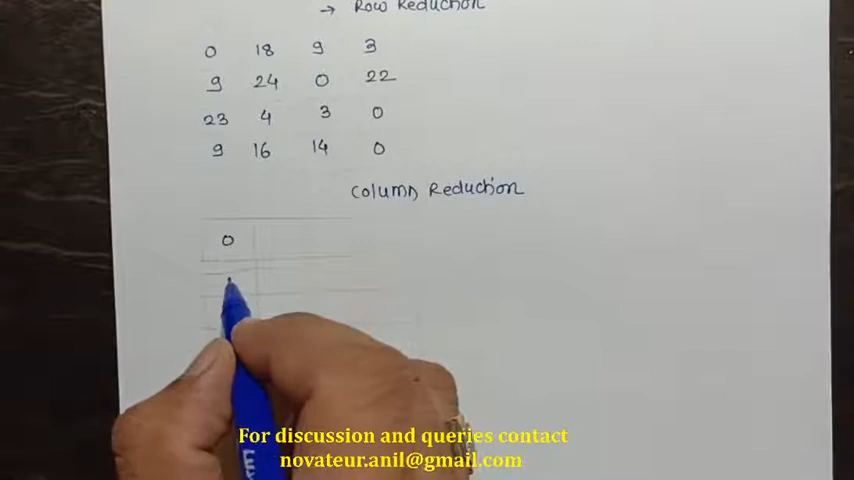 → Row Reduction
0 18 9 3
9 24 0 22
23 4 3 0
9 16 14 0
Column Reduction
0
For discussion and queries contact
novateur.anil@gmail.com